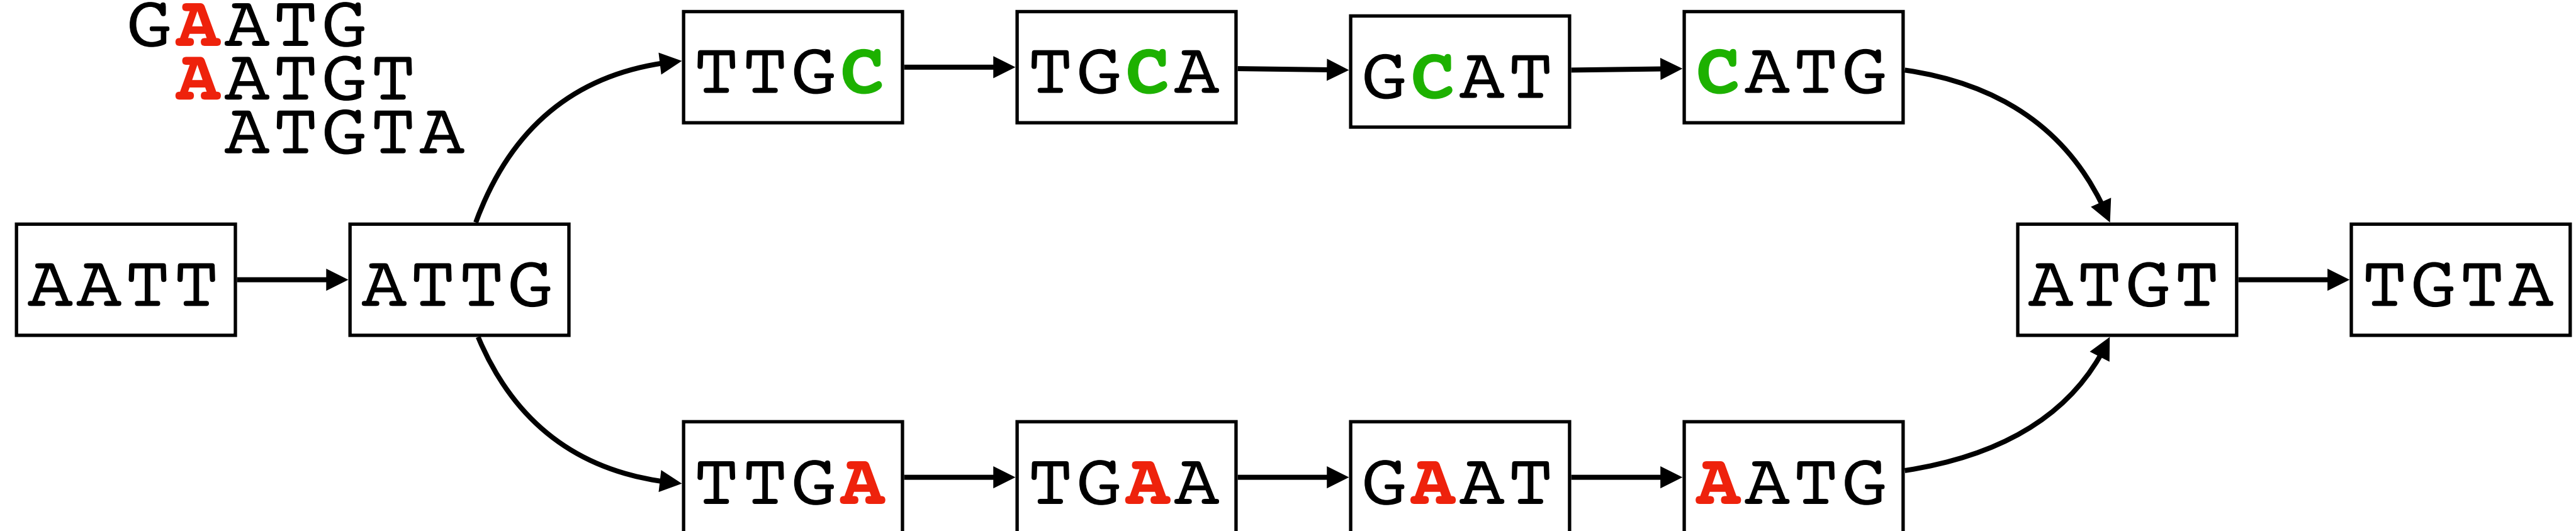 GAATG
AATGT
ATGTA
TTGC TGCA GCAT CATG
AATT ATTG ATGT TGTA
TTGA TGAA GAAT AATG